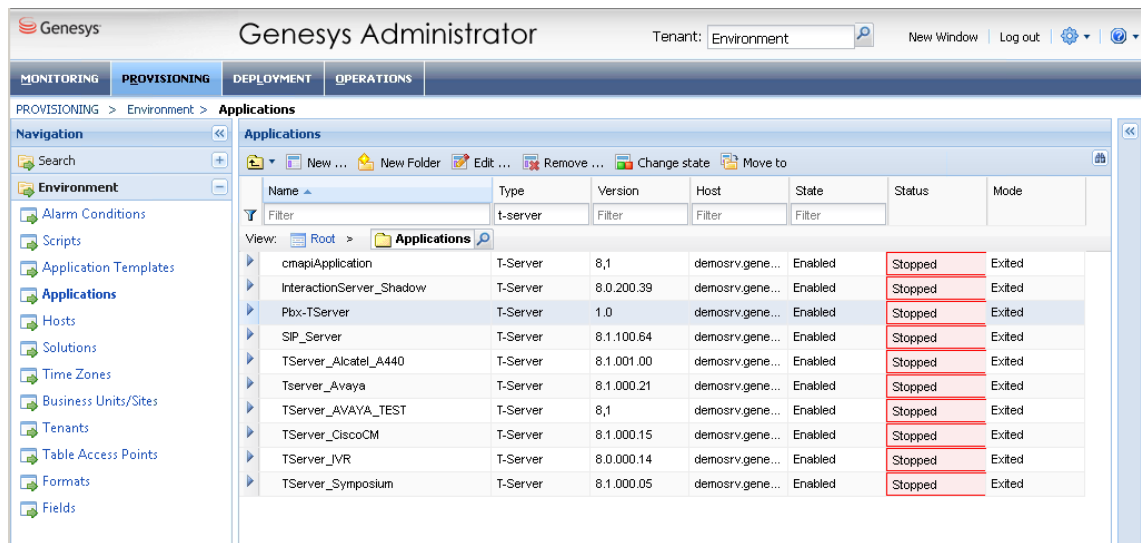 Genesys
Genesys Administrator
Tenant: Environment
New Window | Log out
MONITORING PROVISIONING DEPLOYMENT OPERATIONS
PROVISIONING > Environment > Applications
Navigation
Search
Environment
Alarm Conditions
Scripts
Application Templates
Applications
Hosts
Solutions
Time Zones
Business Units/Sites
Tenants
Table Access Points
Formats
Fields
Applications
New ... New Folder Edit ... Remove ... Change state Move to
Name Type Version Host State Status Mode
Filter t-server Filter Filter Filter
View: Root > Applications
cmapiApplication T-Server 8,1 demosrv.gene... Enabled Stopped Exited
InteractionServer_Shadow T-Server 8.0.200.39 demosrv.gene... Enabled Stopped Exited
Pbx-TServer T-Server 1.0 demosrv.gene... Enabled Stopped Exited
SIP_Server T-Server 8.1.100.64 demosrv.gene... Enabled Stopped Exited
TServer_Alcatel_A440 T-Server 8.1.001.00 demosrv.gene... Enabled Stopped Exited
Tserver_Avaya T-Server 8.1.000.21 demosrv.gene... Enabled Stopped Exited
TServer_AVAYA_TEST T-Server 8,1 demosrv.gene... Enabled Stopped Exited
TServer_CiscoCM T-Server 8.1.000.15 demosrv.gene... Enabled Stopped Exited
TServer_IVR T-Server 8.0.000.14 demosrv.gene... Enabled Stopped Exited
TServer_Symposium T-Server 8.1.000.05 demosrv.gene... Enabled Stopped Exited